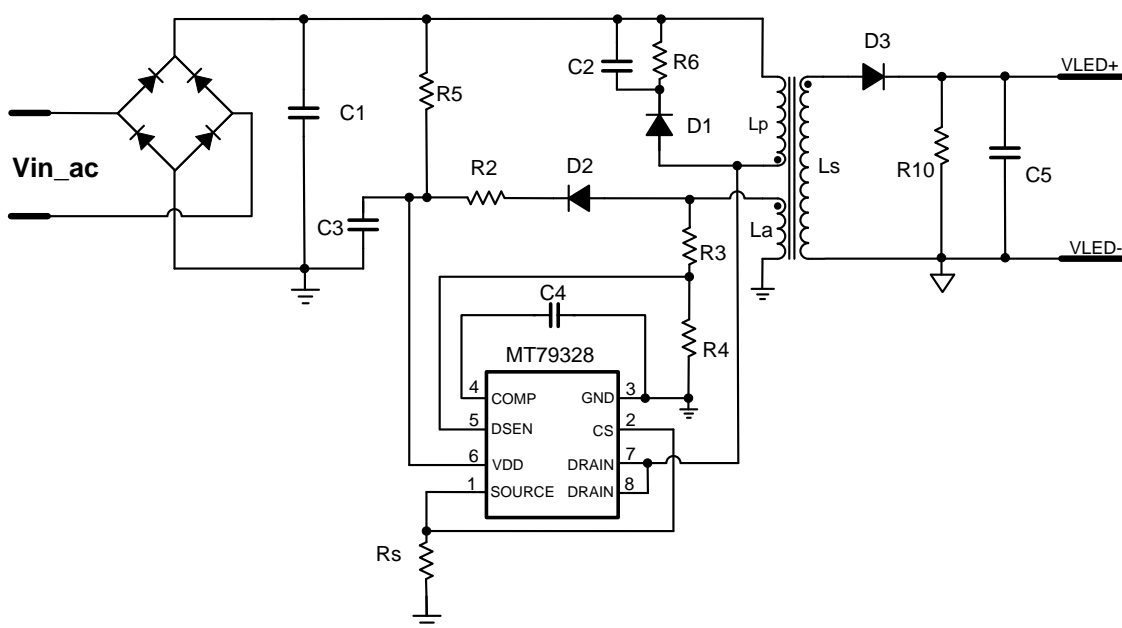 D3
VLED+
C2
R6
R5
C1
D1
Lp
Vin_ac
D2
R10
Ls
C5
R2
C3
La
R3
VLED-
C4
R4
MT79328
4
COMP
GND
3
5
DSEN
CS
2
6
VDD
DRAIN
7
1
SOURCE
DRAIN
8
Rs